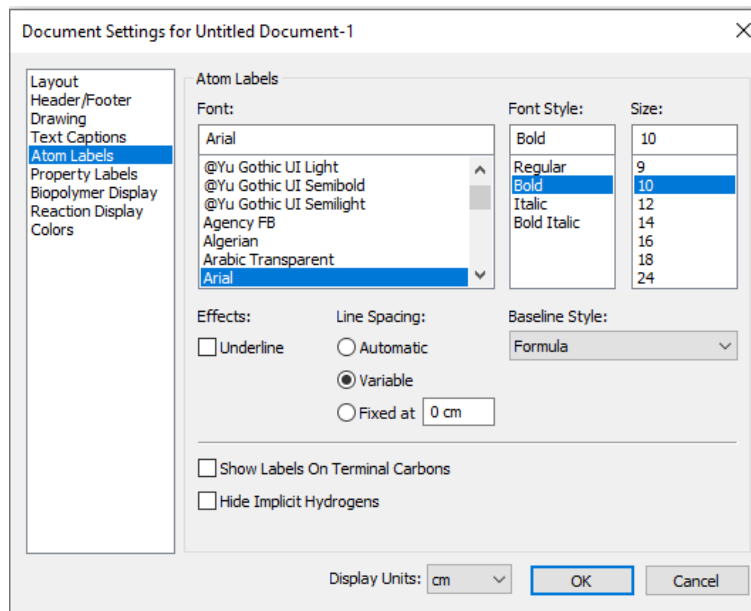 Document Settings for Untitled Document-1
Layout
Header/Footer
Drawing
Text Captions
Atom Labels
Property Labels
Biopolymer Display
Reaction Display
Colors
Atom Labels
Font:
Arial
@Yu Gothic UI Light
@Yu Gothic UI Semibold
@Yu Gothic UI Semilight
Agency FB
Algerian
Arabic Transparent
Arial
Font Style:
Bold
Regular
Bold
Italic
Bold Italic
Size:
10
9
10
12
14
16
18
24
Effects:
Underline
Line Spacing:
Automatic
Variable
Fixed at 0 cm
Baseline Style:
Formula
Show Labels On Terminal Carbons
Hide Implicit Hydrogens
Display Units: cm
OK
Cancel